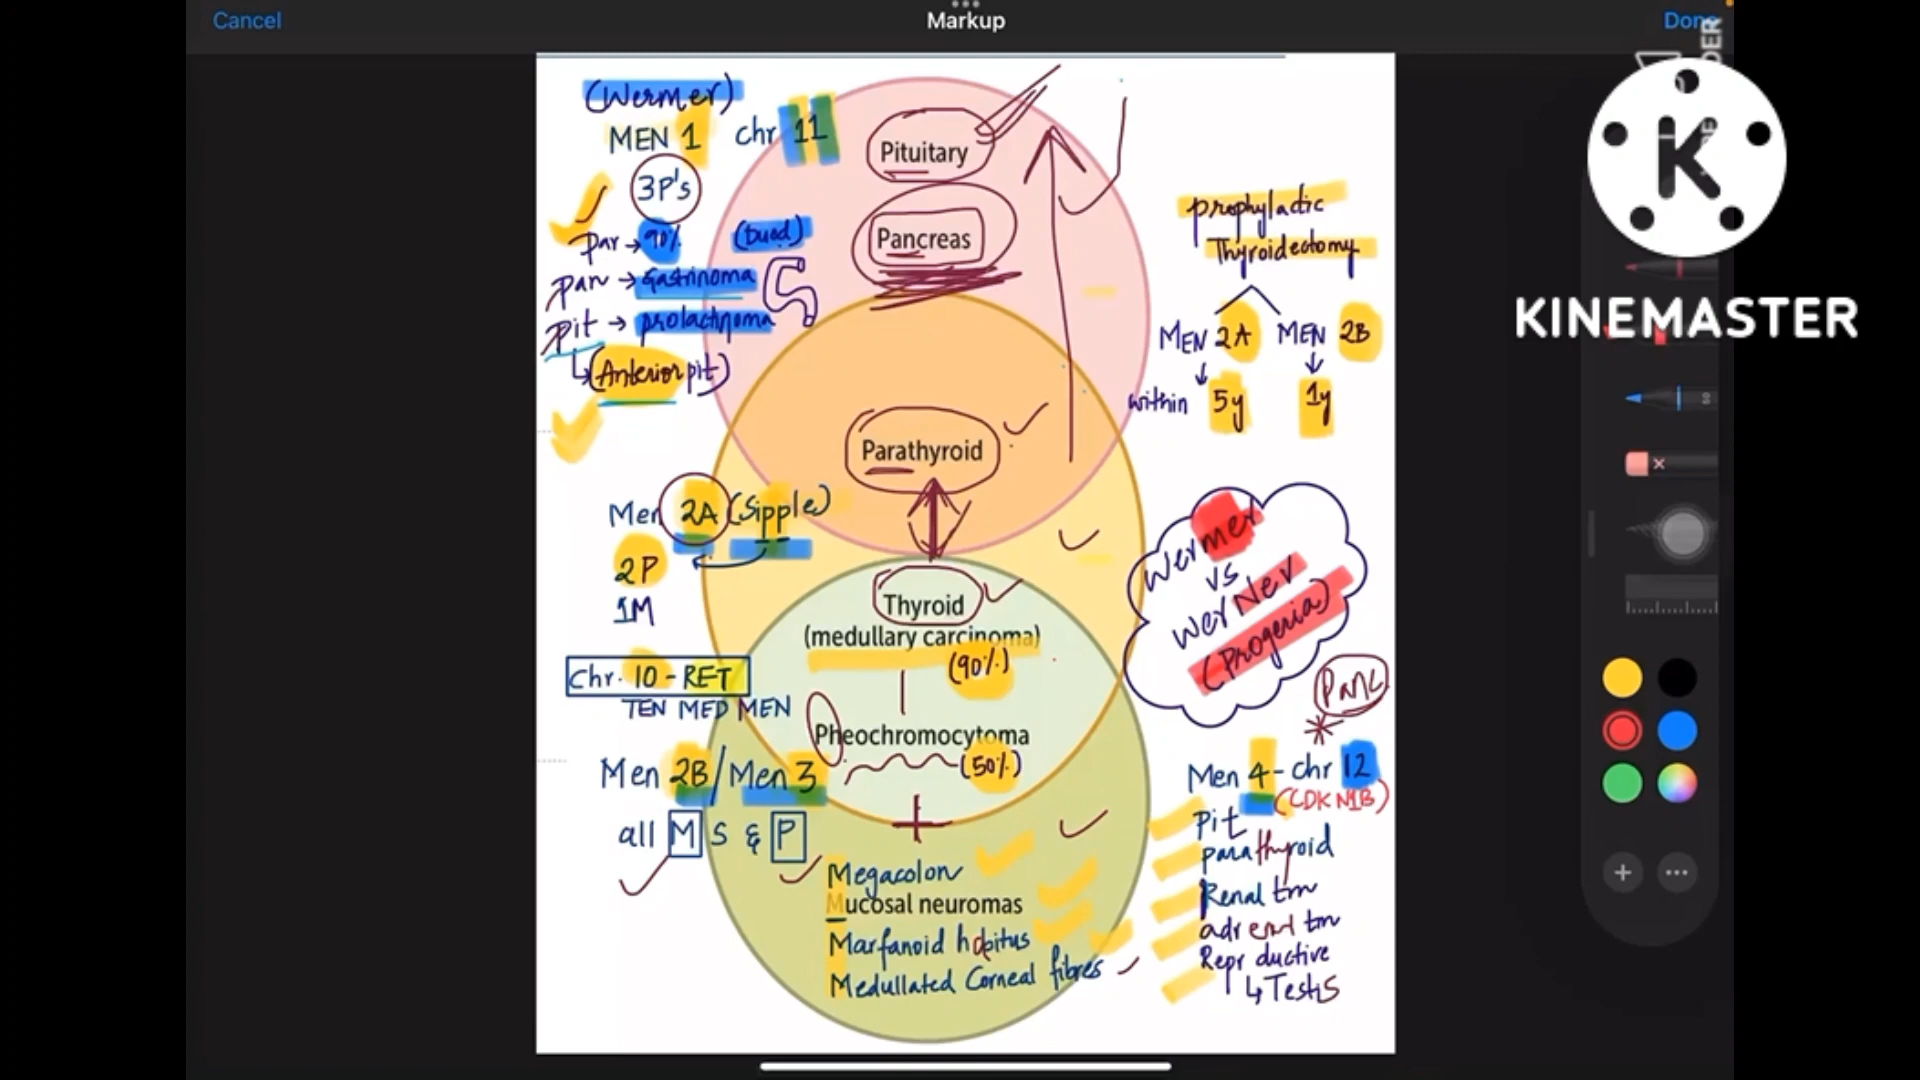 Cancel
Markup
Done
KINEMASTER
(Wermer)
MEN 1 chr 11
3P's
Par → 90%
pan → Gastrinoma
(Duod)
pit → prolactinoma
↳ (Anterior pit)
Pituitary
Pancreas
Parathyroid
Thyroid
(medullary carcinoma)
(90%)
Pheochromocytoma
(50%)
Megacolon
Mucosal neuromas
Marfanoid habitus
Medullated Corneal fibres
Men 2A (Sipple)
2P
1M
Chr. 10 - RET
TEN MED MEN
Men 2B/Men 3
all M S & P
prophylactic
Thyroidectomy
MEN 2A MEN 2B
within 5y 1y
Wermer
VS
werNer
(Progeria)
Panc
*
Men 4 - chr 12
(CDKN1B)
Pit
parathyroid
Renal tm
adrenal tm
Repr ductive
↳ Testis